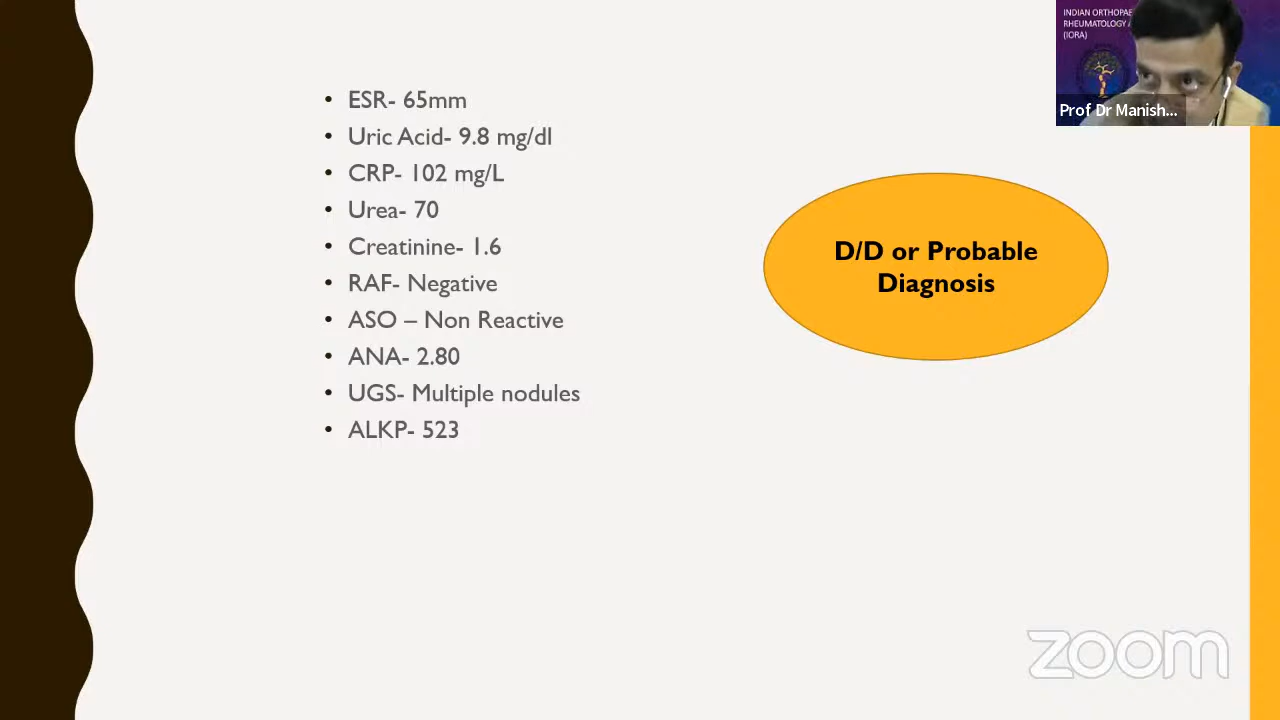 INDIAN ORTHOPAE
RHEUMATOLOGY
(IORA)
Prof Dr Manish...
• ESR- 65mm
• Uric Acid- 9.8 mg/dl
• CRP- 102 mg/L
• Urea- 70
• Creatinine- 1.6
• RAF- Negative
• ASO – Non Reactive
• ANA- 2.80
• UGS- Multiple nodules
• ALKP- 523
D/D or Probable
Diagnosis
zoom